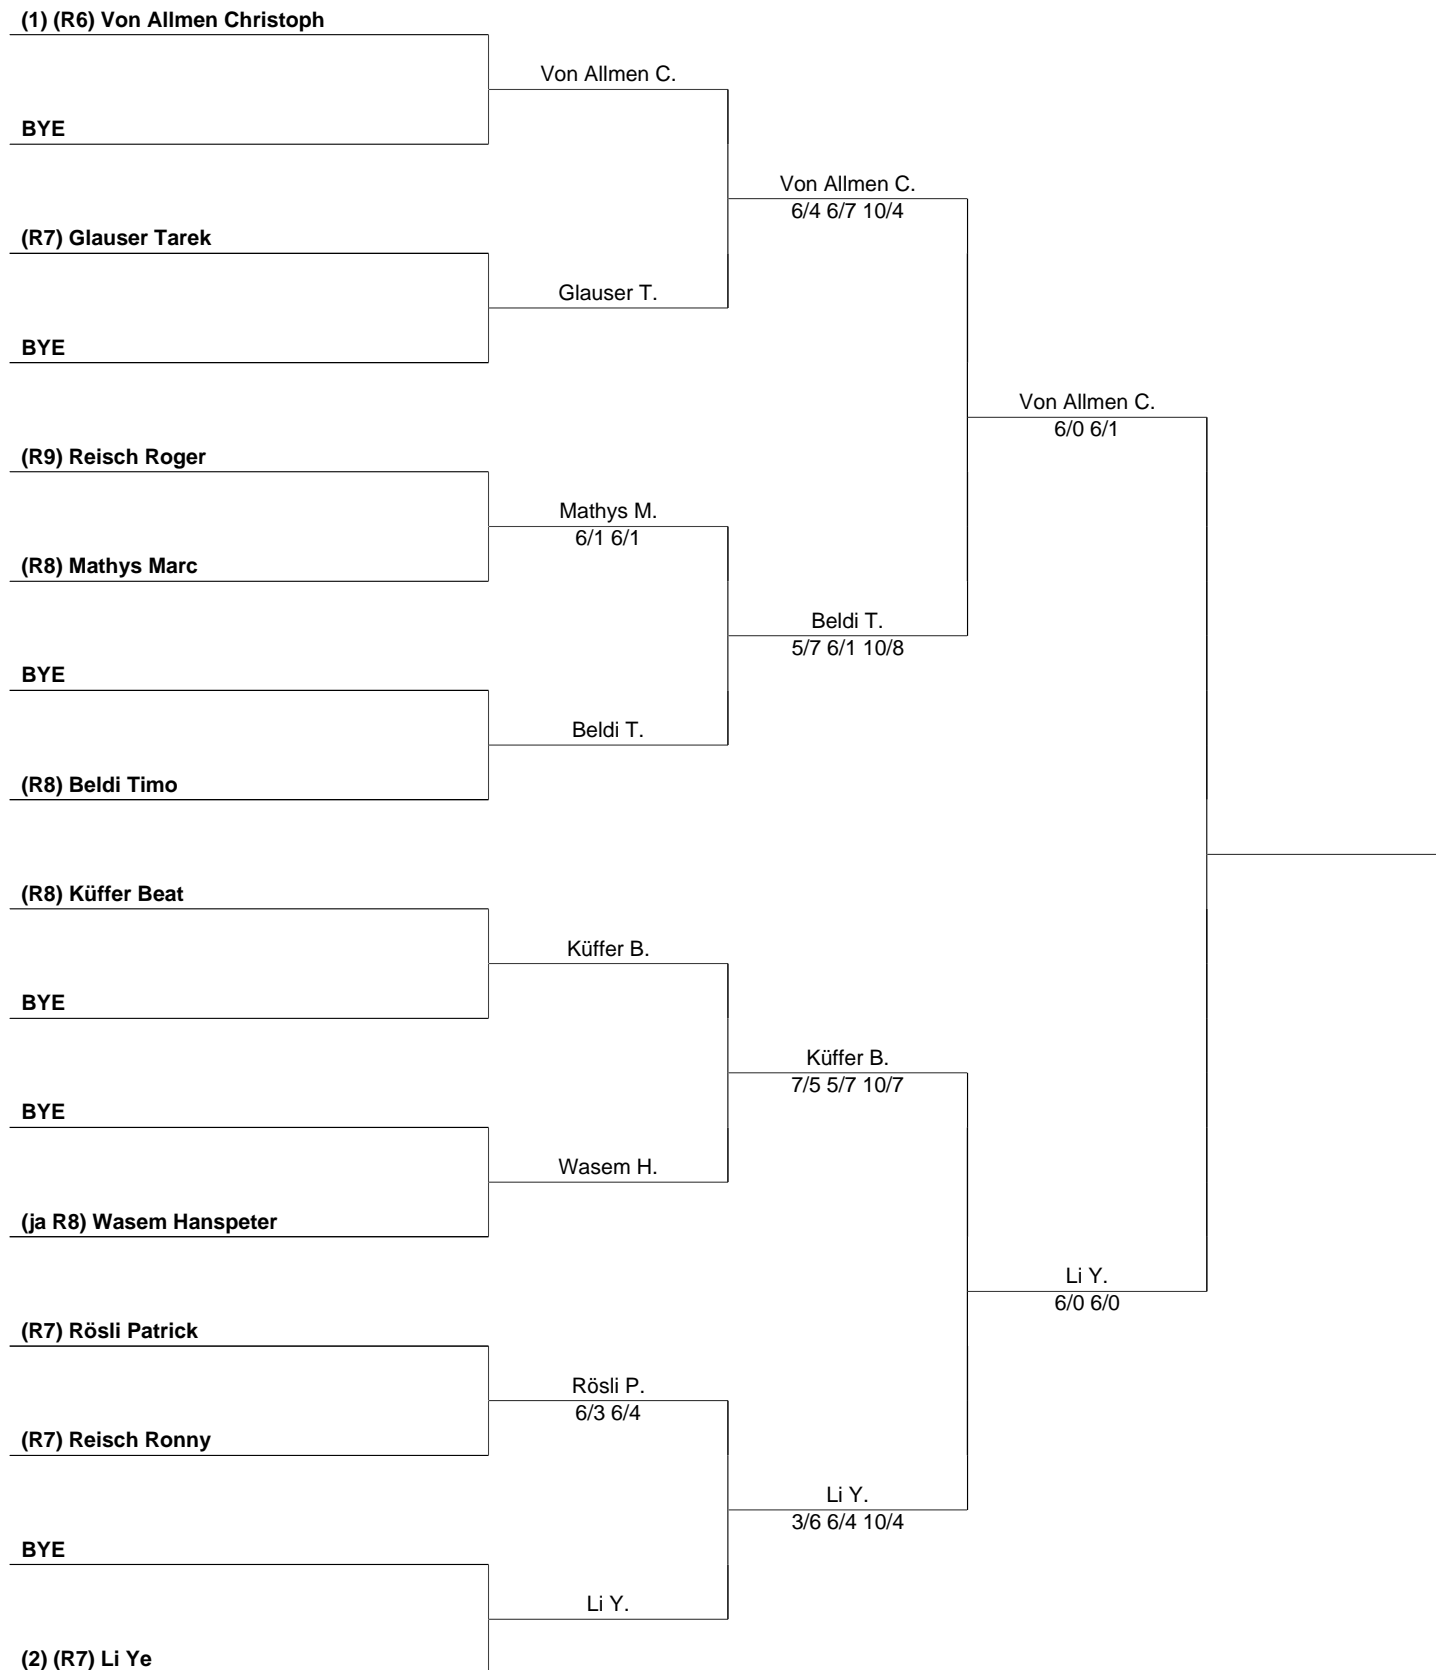 (1) (R6) Von Allmen Christoph
Von Allmen C.
BYE
Von Allmen C.
6/4 6/7 10/4
(R7) Glauser Tarek
Glauser T.
BYE
Von Allmen C.
6/0 6/1
(R9) Reisch Roger
Mathys M.
6/1 6/1
(R8) Mathys Marc
Beldi T.
5/7 6/1 10/8
BYE
Beldi T.
(R8) Beldi Timo
(R8) Küffer Beat
Küffer B.
BYE
Küffer B.
7/5 5/7 10/7
BYE
Wasem H.
(ja R8) Wasem Hanspeter
Li Y.
6/0 6/0
(R7) Rösli Patrick
Rösli P.
6/3 6/4
(R7) Reisch Ronny
Li Y.
3/6 6/4 10/4
BYE
Li Y.
(2) (R7) Li Ye